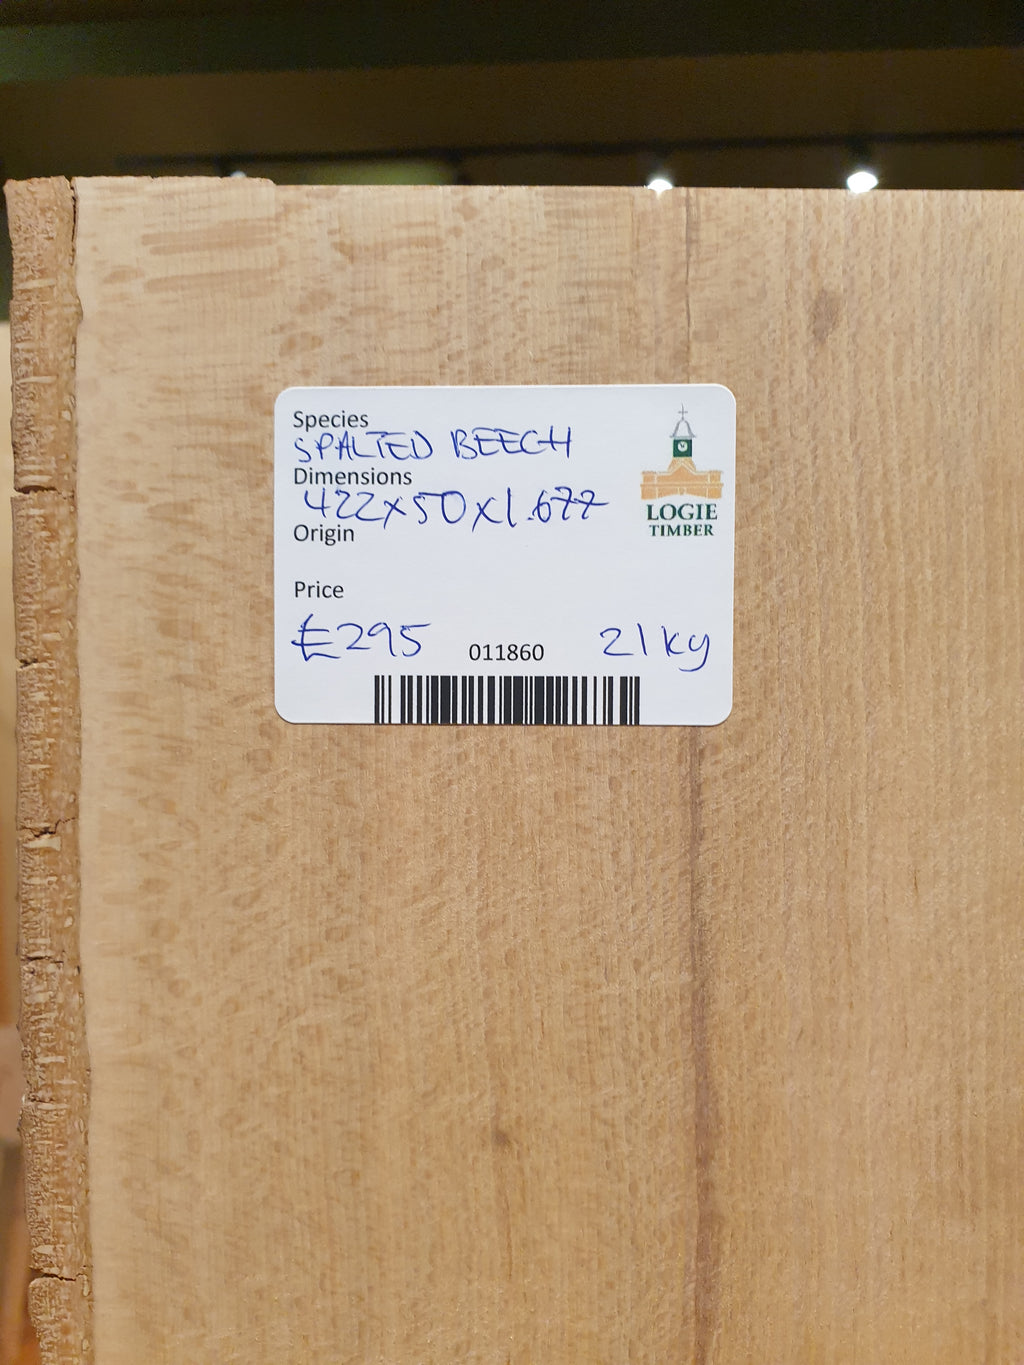 Species
SPALTED BEECH
Dimensions
422x50x1.677
LOGIE
TIMBER
Origin
Price
£295
011860
21kg